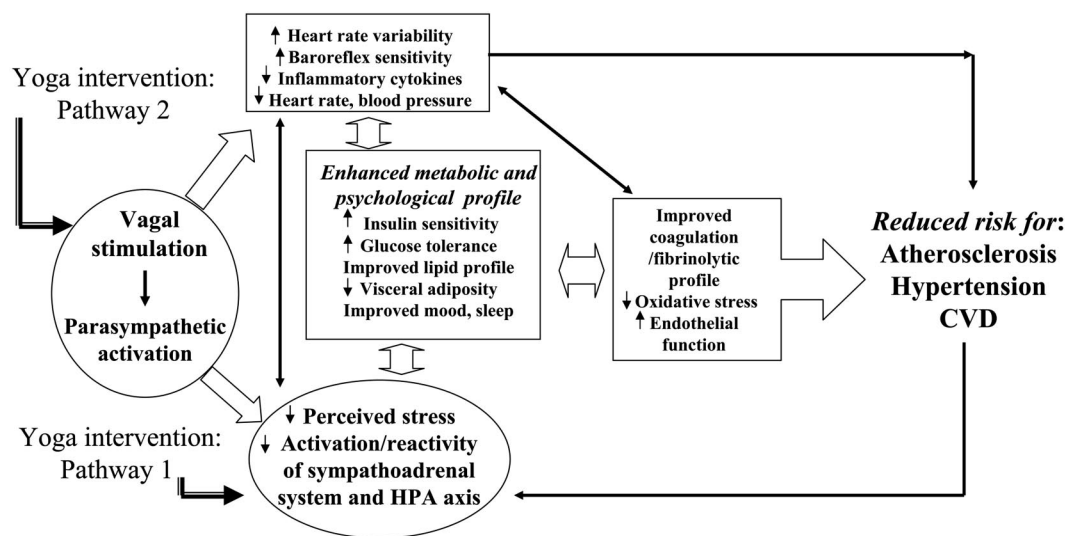 ↑ Heart rate variability
↑ Baroreflex sensitivity
↓ Inflammatory cytokines
↓ Heart rate, blood pressure
Yoga intervention:
Pathway 2
Vagal
stimulation
Parasympathetic
activation
Enhanced metabolic and
psychological profile
↑ Insulin sensitivity
↑ Glucose tolerance
Improved lipid profile
↓ Visceral adiposity
Improved mood, sleep
Improved
coagulation
/fibrinolytic
profile
↓ Oxidative stress
↑ Endothelial
function
Reduced risk for:
Atherosclerosis
Hypertension
CVD
Yoga intervention:
Pathway 1
↓ Perceived stress
↓ Activation/reactivity
of sympathoadrenal
system and HPA axis